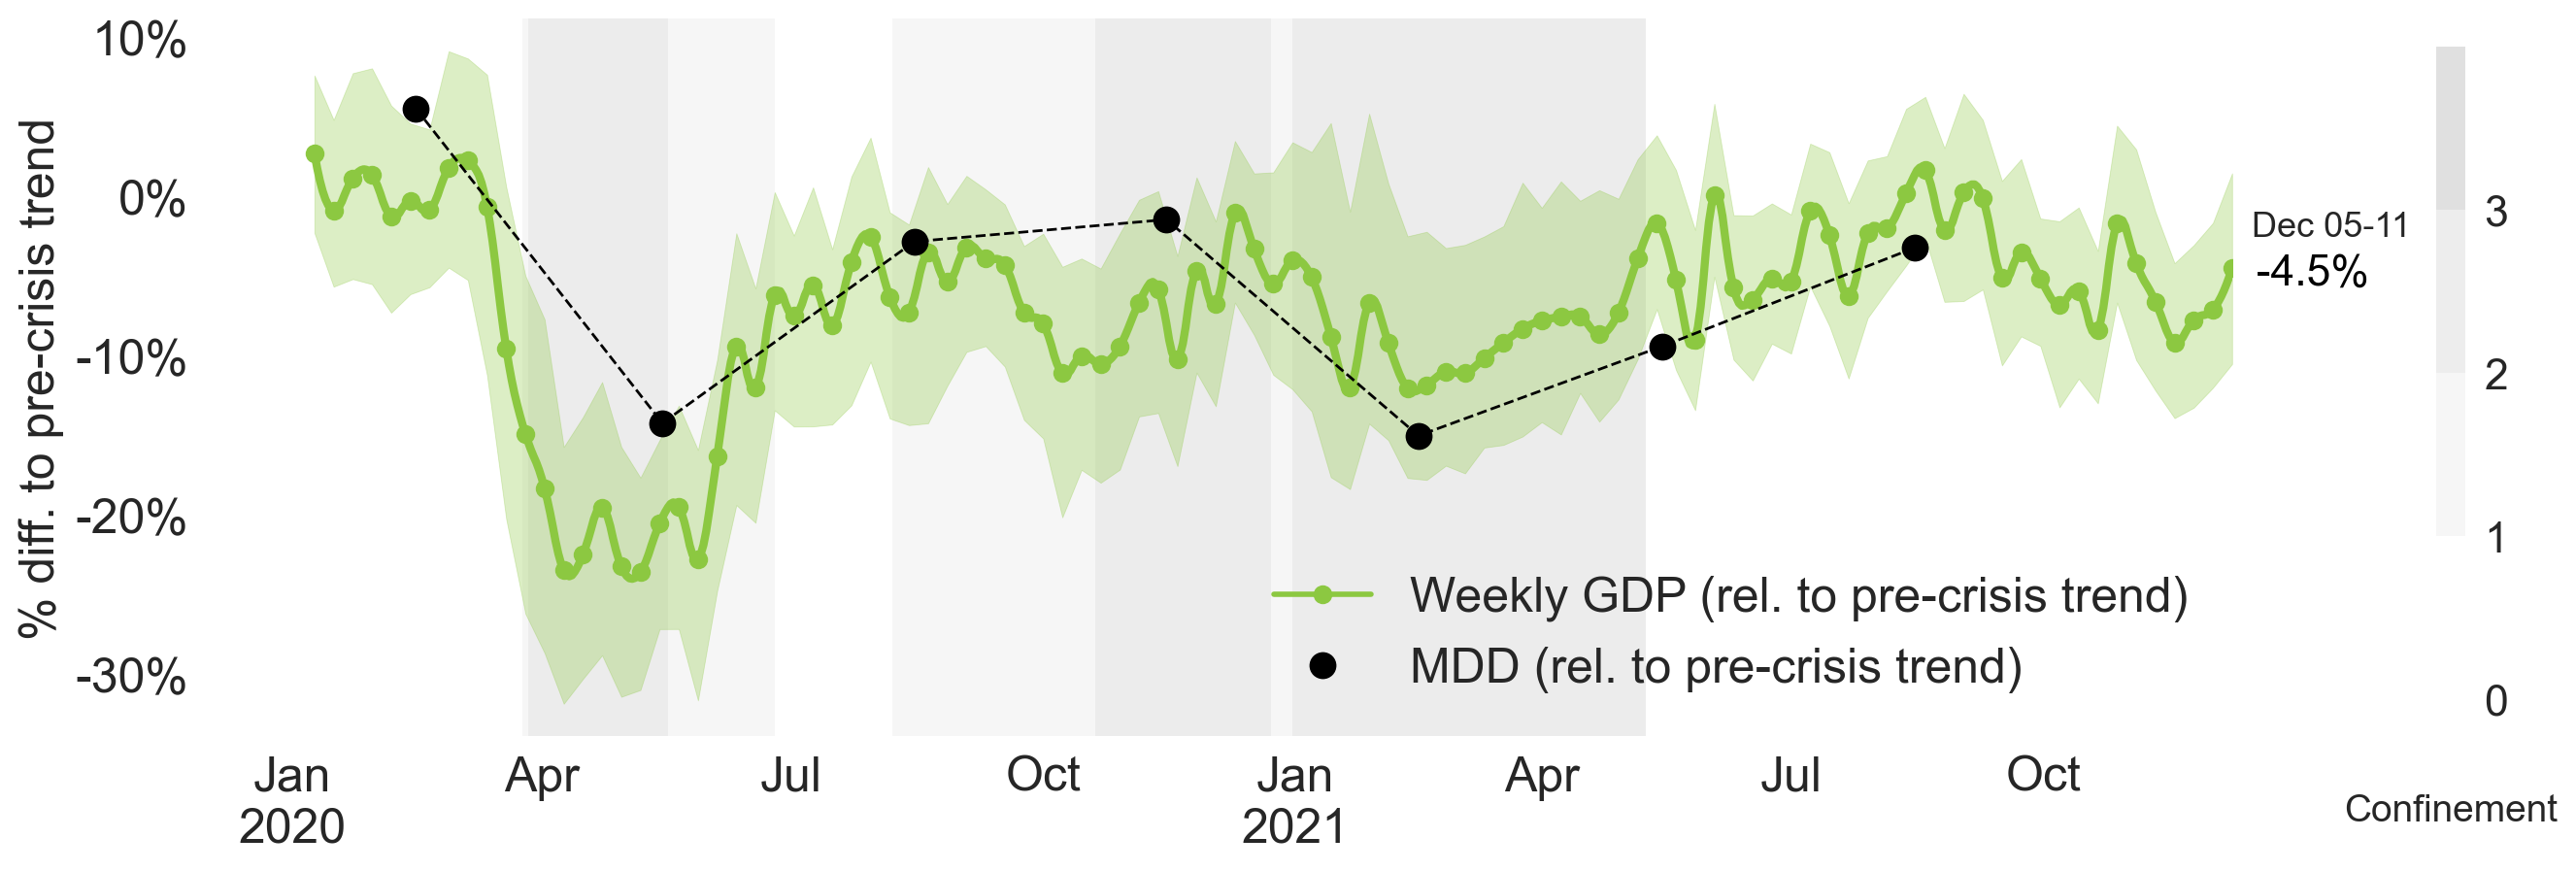 % diff. to pre-crisis trend
10%
0%
-10%
-20%
-30%
Dec 05-11
-4.5%
Weekly GDP (rel. to pre-crisis trend)
MDD (rel. to pre-crisis trend)
3
2
1
0
Jan Apr Jul Oct Jan Apr Jul Oct
2020 2021
Confinement